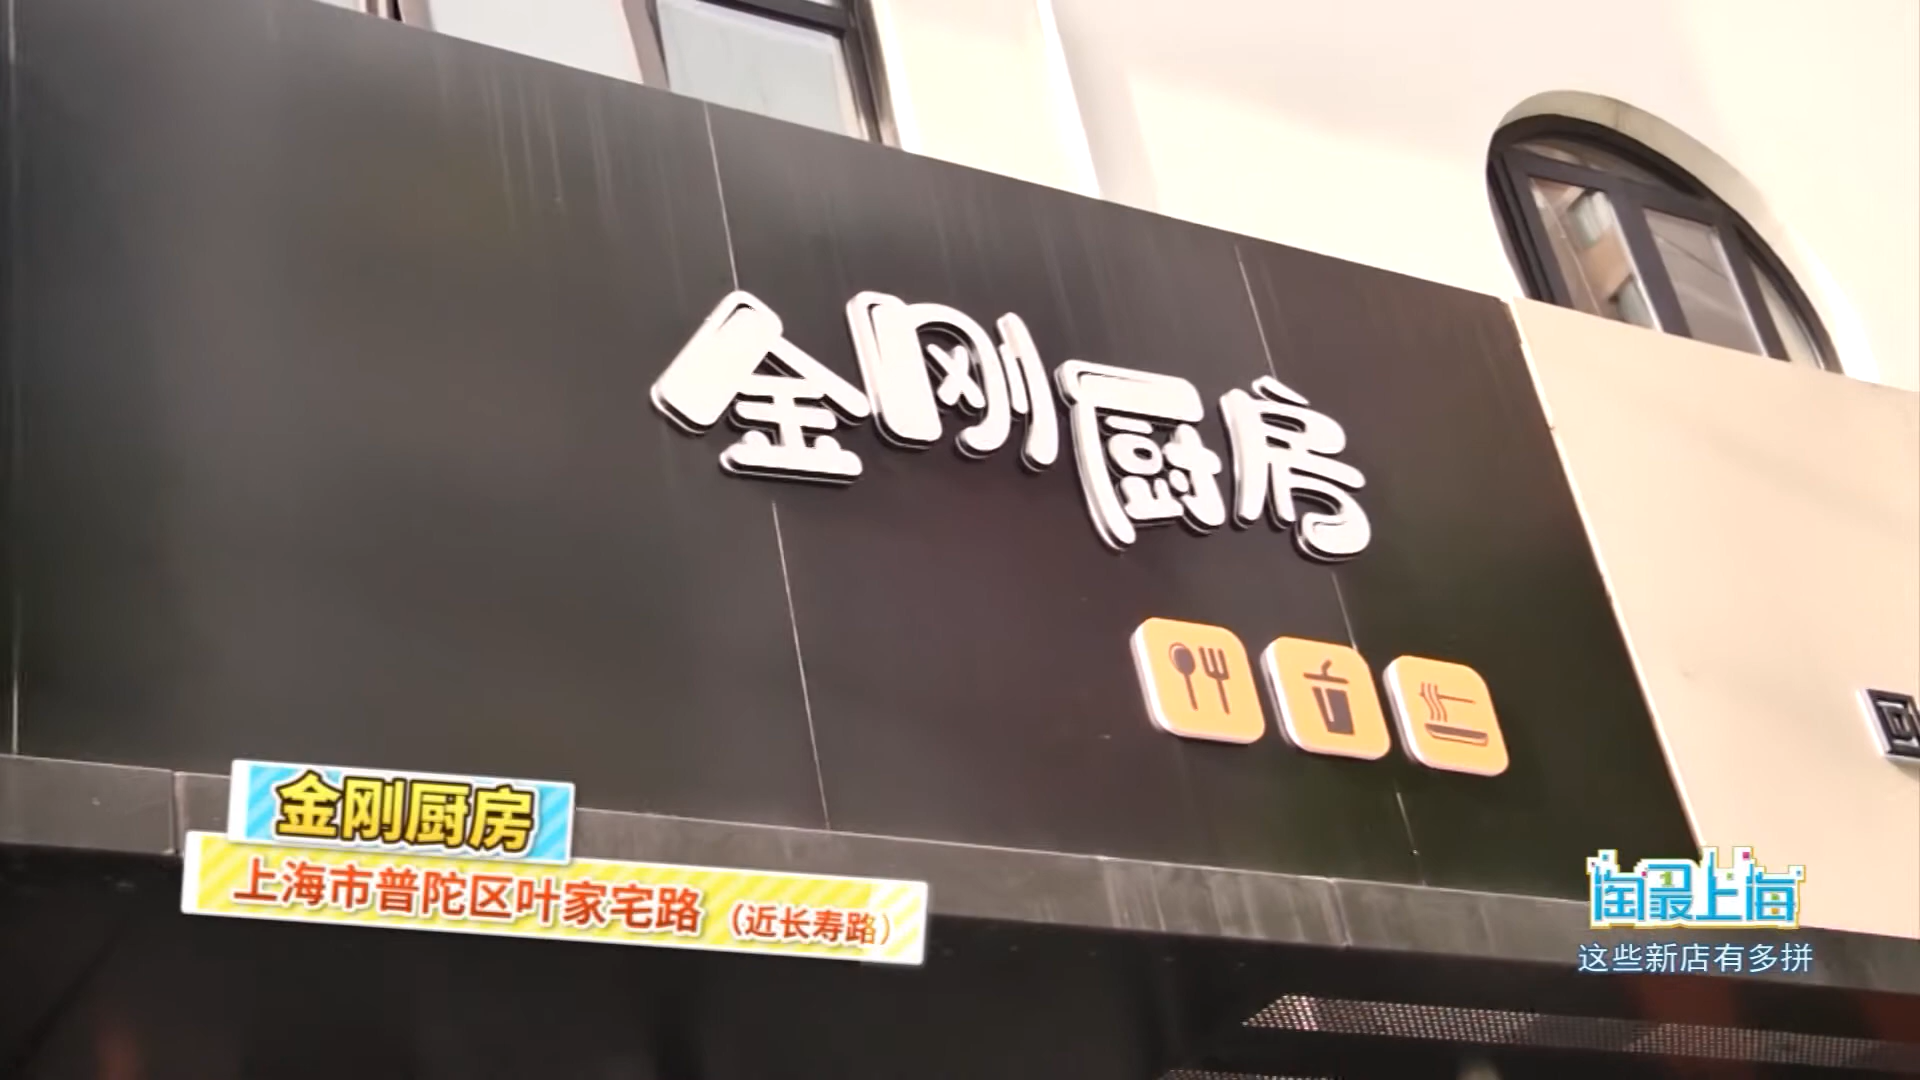 金刚厨房
金刚厨房
上海市普陀区叶家宅路（近长寿路）
淘最上海
这些新店有多拼